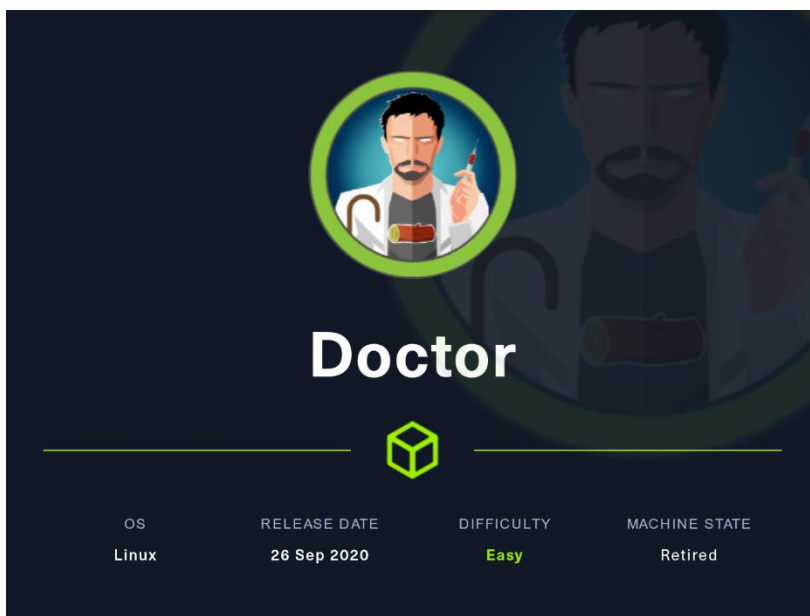 Doctor
OS RELEASE DATE DIFFICULTY MACHINE STATE
Linux 26 Sep 2020 Easy Retired